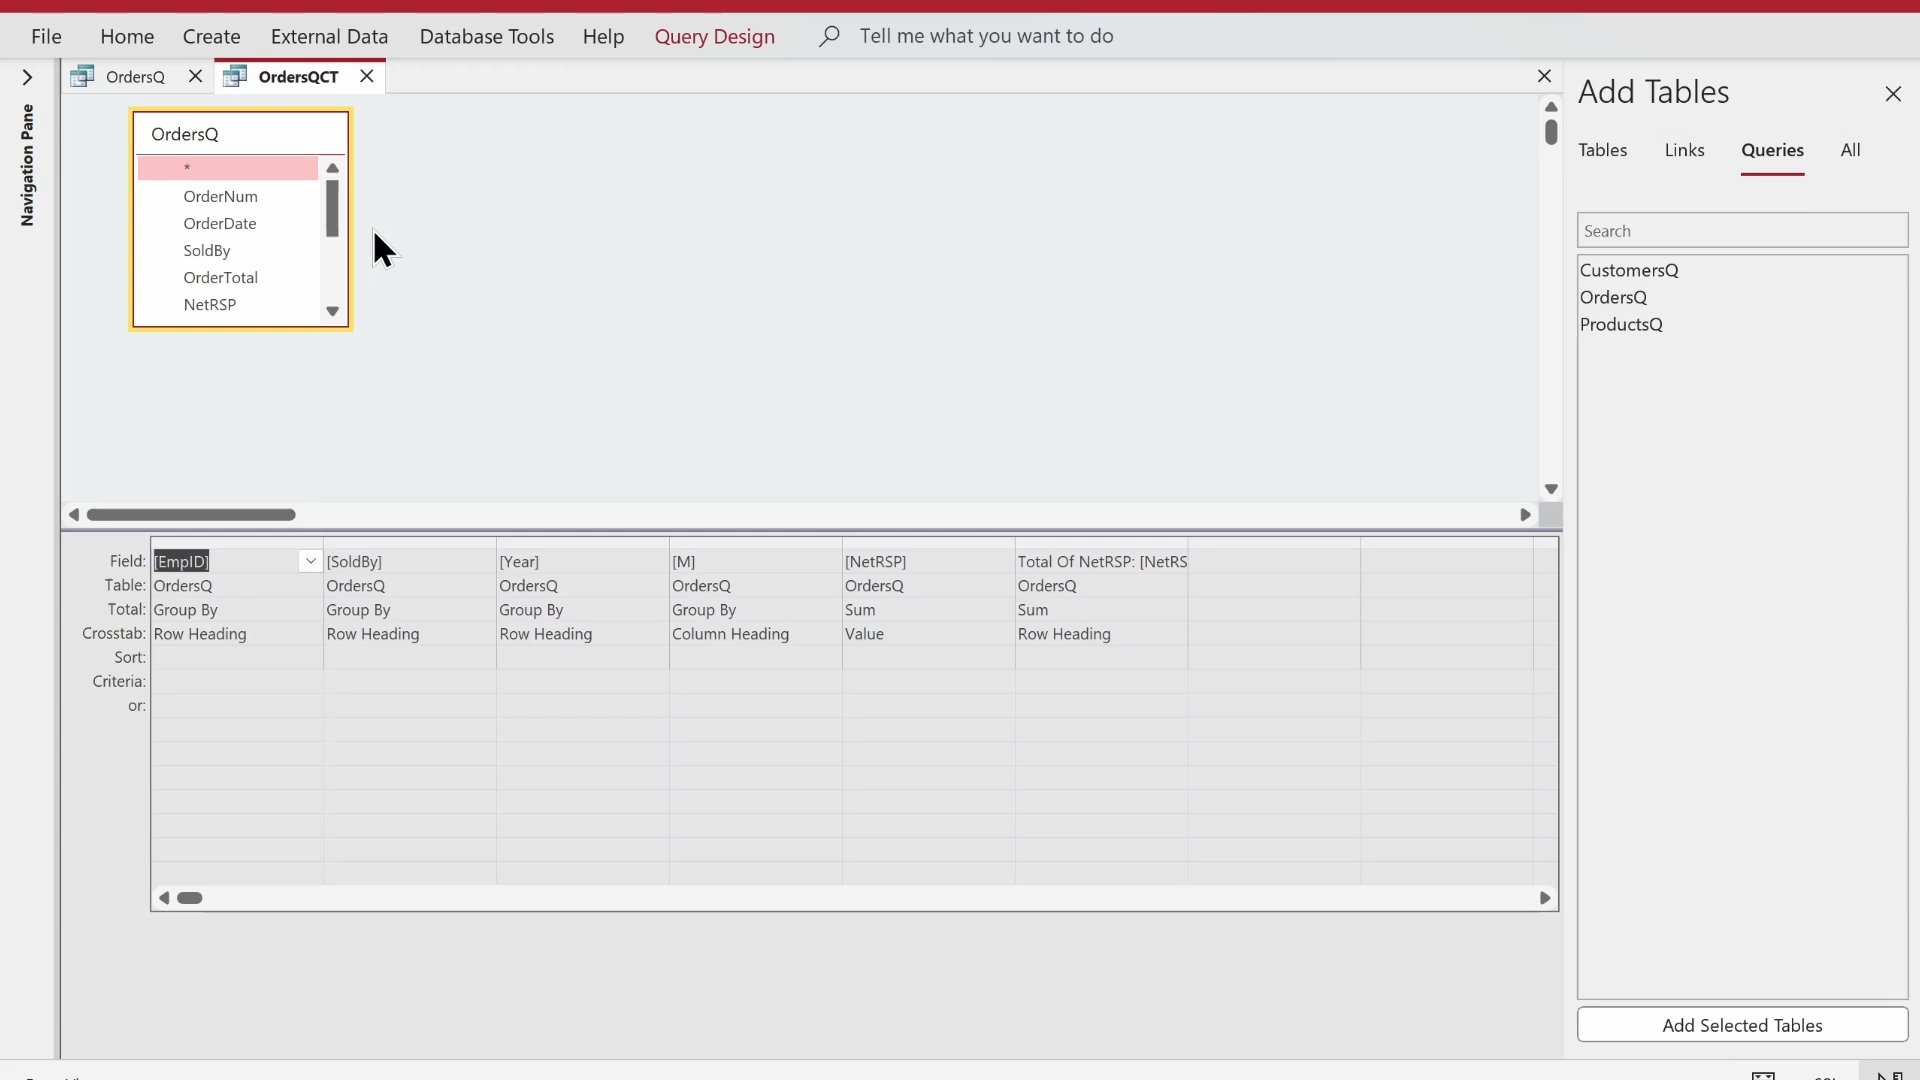 File Home Create External Data Database Tools Help Query Design Tell me what you want to do
OrdersQ OrdersQCT
Navigation Pane
OrdersQ
*
OrderNum
OrderDate
SoldBy
OrderTotal
NetRSP
Field: [EmpID] [SoldBy] [Year] [M] [NetRSP] Total Of NetRSP: [NetRS
Table: OrdersQ OrdersQ OrdersQ OrdersQ OrdersQ OrdersQ
Total: Group By Group By Group By Group By Sum Sum
Crosstab: Row Heading Row Heading Row Heading Column Heading Value Row Heading
Sort:
Criteria:
or:
Add Tables
Tables Links Queries All
Search
CustomersQ
OrdersQ
ProductsQ
Add Selected Tables